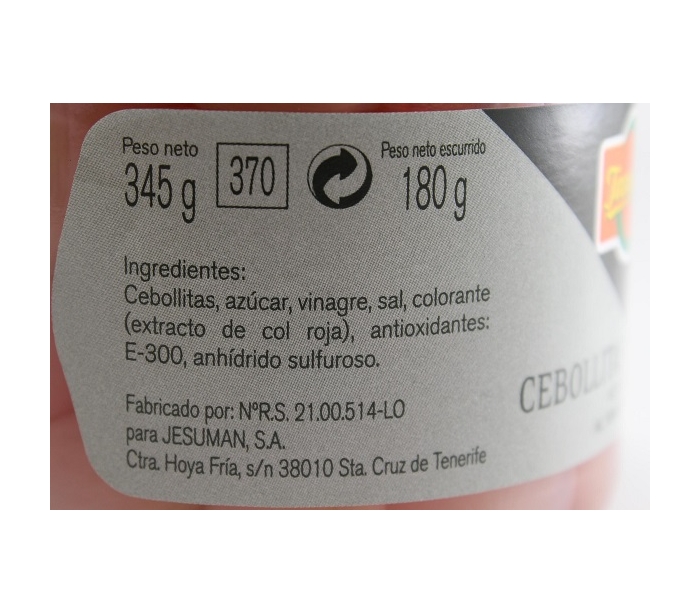 Peso neto
345 g
370
Peso neto escurrido
180 g
Ingredientes:
Cebollitas, azúcar, vinagre, sal, colorante
(extracto de col roja), antioxidantes:
E-300, anhídrido sulfuroso.
Fabricado por: NºR.S. 21.00.514-LO
para JESUMAN, S.A.
Ctra. Hoya Fría, s/n 38010 Sta. Cruz de Tenerife